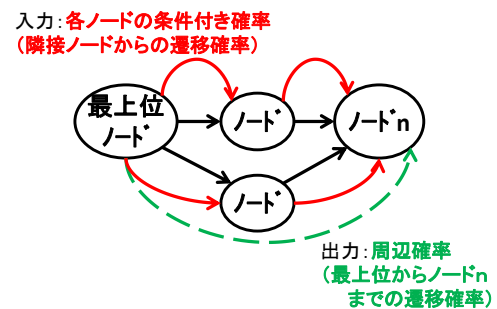 入力:各ノードの条件付き確率
(隣接ノードからの遷移確率)
最上位
ノード
ノード
ノードn
ノード
出力:周辺確率
(最上位からノードn
までの遷移確率)